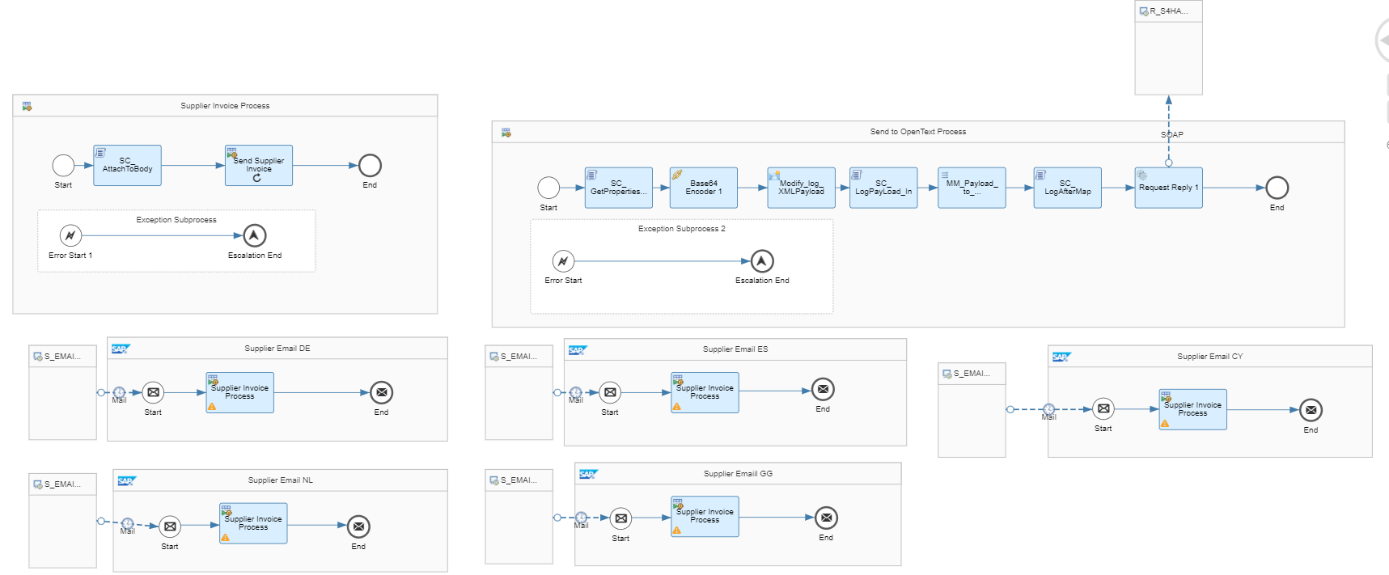 R_S4HA...
Supplier Invoice Process
SC_
AttachToBody
Send Supplier
Invoice
Start
End
Exception Subprocess
Error Start 1
Escalation End
Send to OpenText Process
SOAP
SC_
GetProperties...
Base64
Encoder 1
Modify_log_
XMLPayload
SC_
LogPayLoad_In
MM_Payload_
to_...
SC_
LogAfterMap
Request Reply 1
Start
End
Exception Subprocess 2
Error Start
Escalation End
S_EMAI...
SAP
Supplier Email DE
Mail
Start
Supplier Invoice
Process
End
S_EMAI...
SAP
Supplier Email ES
Mail
Start
Supplier Invoice
Process
End
S_EMAI...
SAP
Supplier Email CY
Mail
Start
Supplier Invoice
Process
End
S_EMAI...
SAP
Supplier Email NL
Mail
Start
Supplier Invoice
Process
End
S_EMAI...
SAP
Supplier Emaill GG
Mail
Start
Supplier Invoice
Process
End